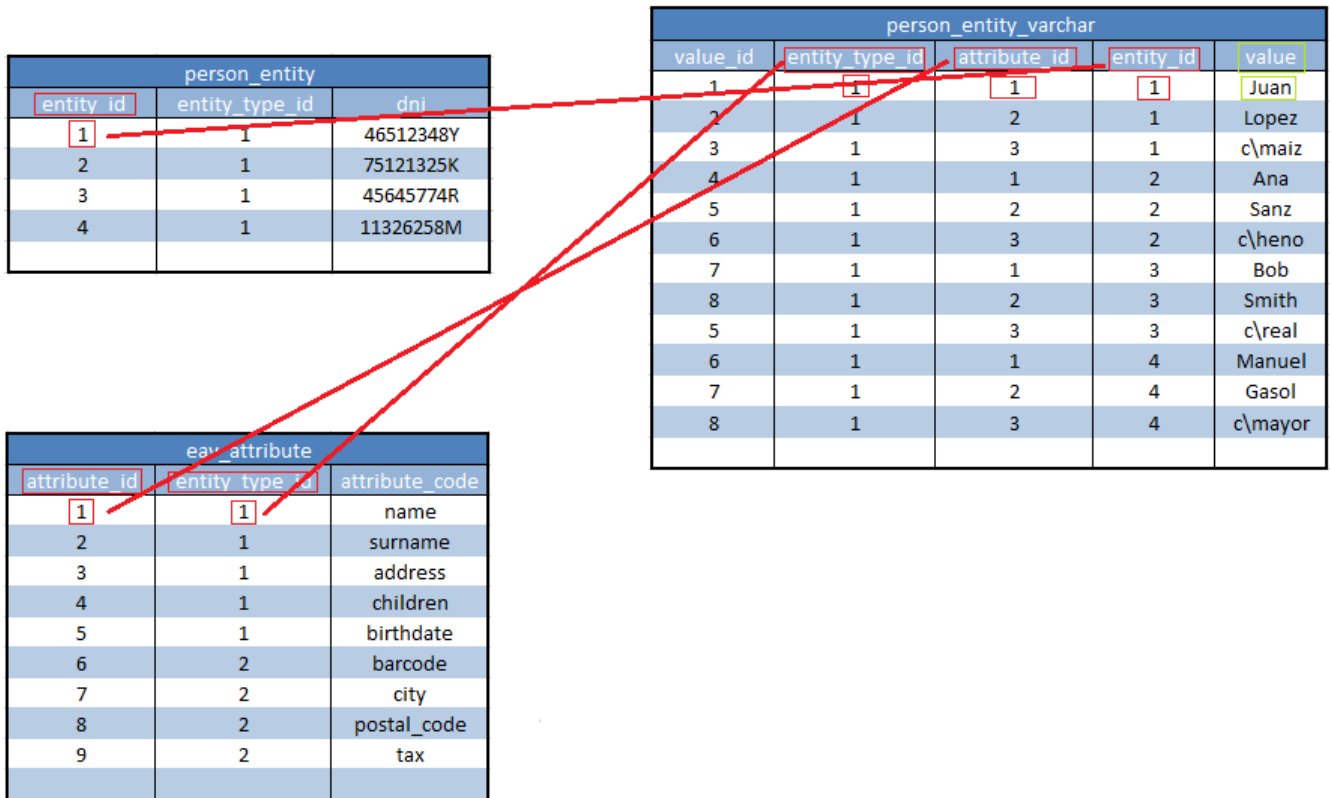 person_entity
entity_id entity_type_id dni
1 1 46512348Y
2 1 75121325K
3 1 45645774R
4 1 11326258M
person_entity_varchar
value_id entity_type_id attribute_id entity_id value
1 1 1 1 Juan
2 1 2 1 Lopez
3 1 3 1 c\maiz
4 1 1 2 Ana
5 1 2 2 Sanz
6 1 3 2 c\heno
7 1 1 3 Bob
8 1 2 3 Smith
5 1 3 3 c\real
6 1 1 4 Manuel
7 1 2 4 Gasol
8 1 3 4 c\mayor
eav_attribute
attribute_id entity_type_id attribute_code
1 1 name
2 1 surname
3 1 address
4 1 children
5 1 birthdate
6 2 barcode
7 2 city
8 2 postal_code
9 2 tax